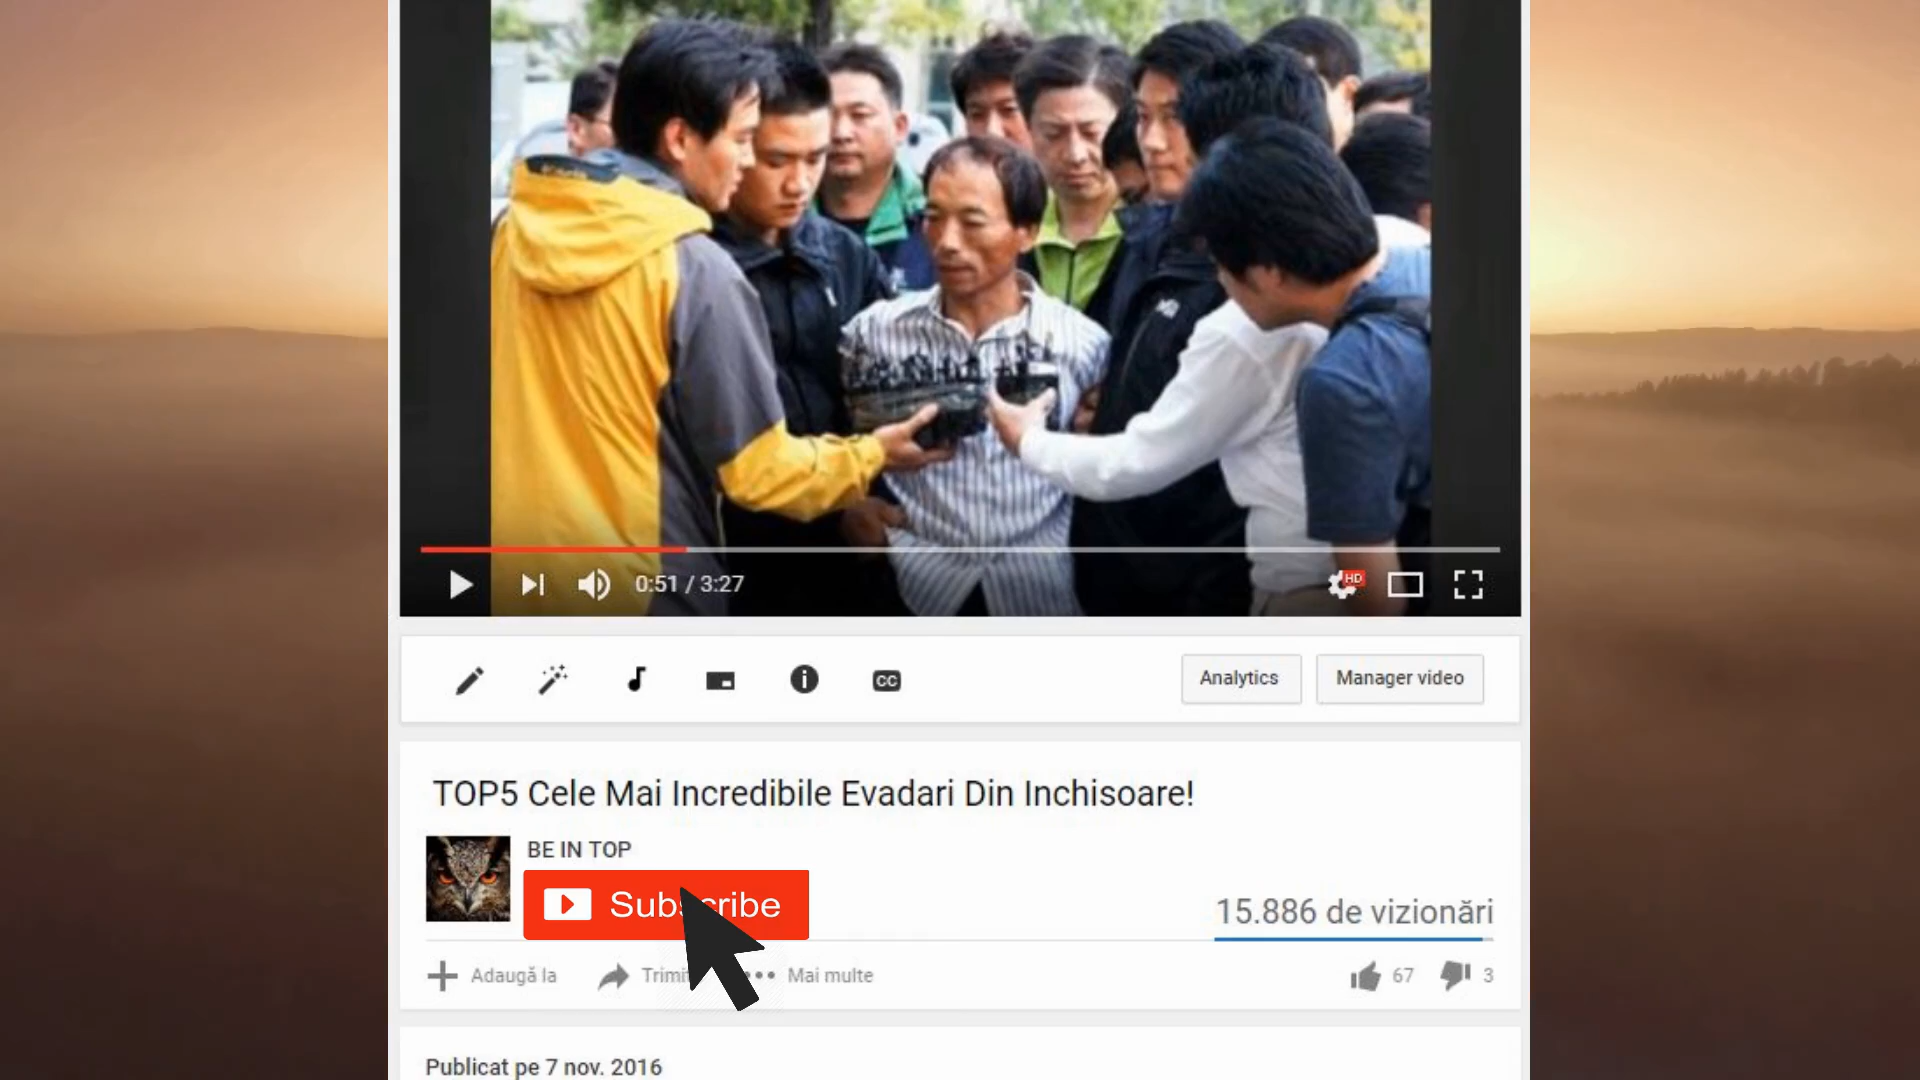 0:51 / 3:27
HD
CC
Analytics
Manager video
TOP5 Cele Mai Incredibile Evadari Din Inchisoare!
BE IN TOP
Subscribe
15.886 de vizionări
Adaugă la
Mai multe
67
3
Publicat pe 7 nov. 2016